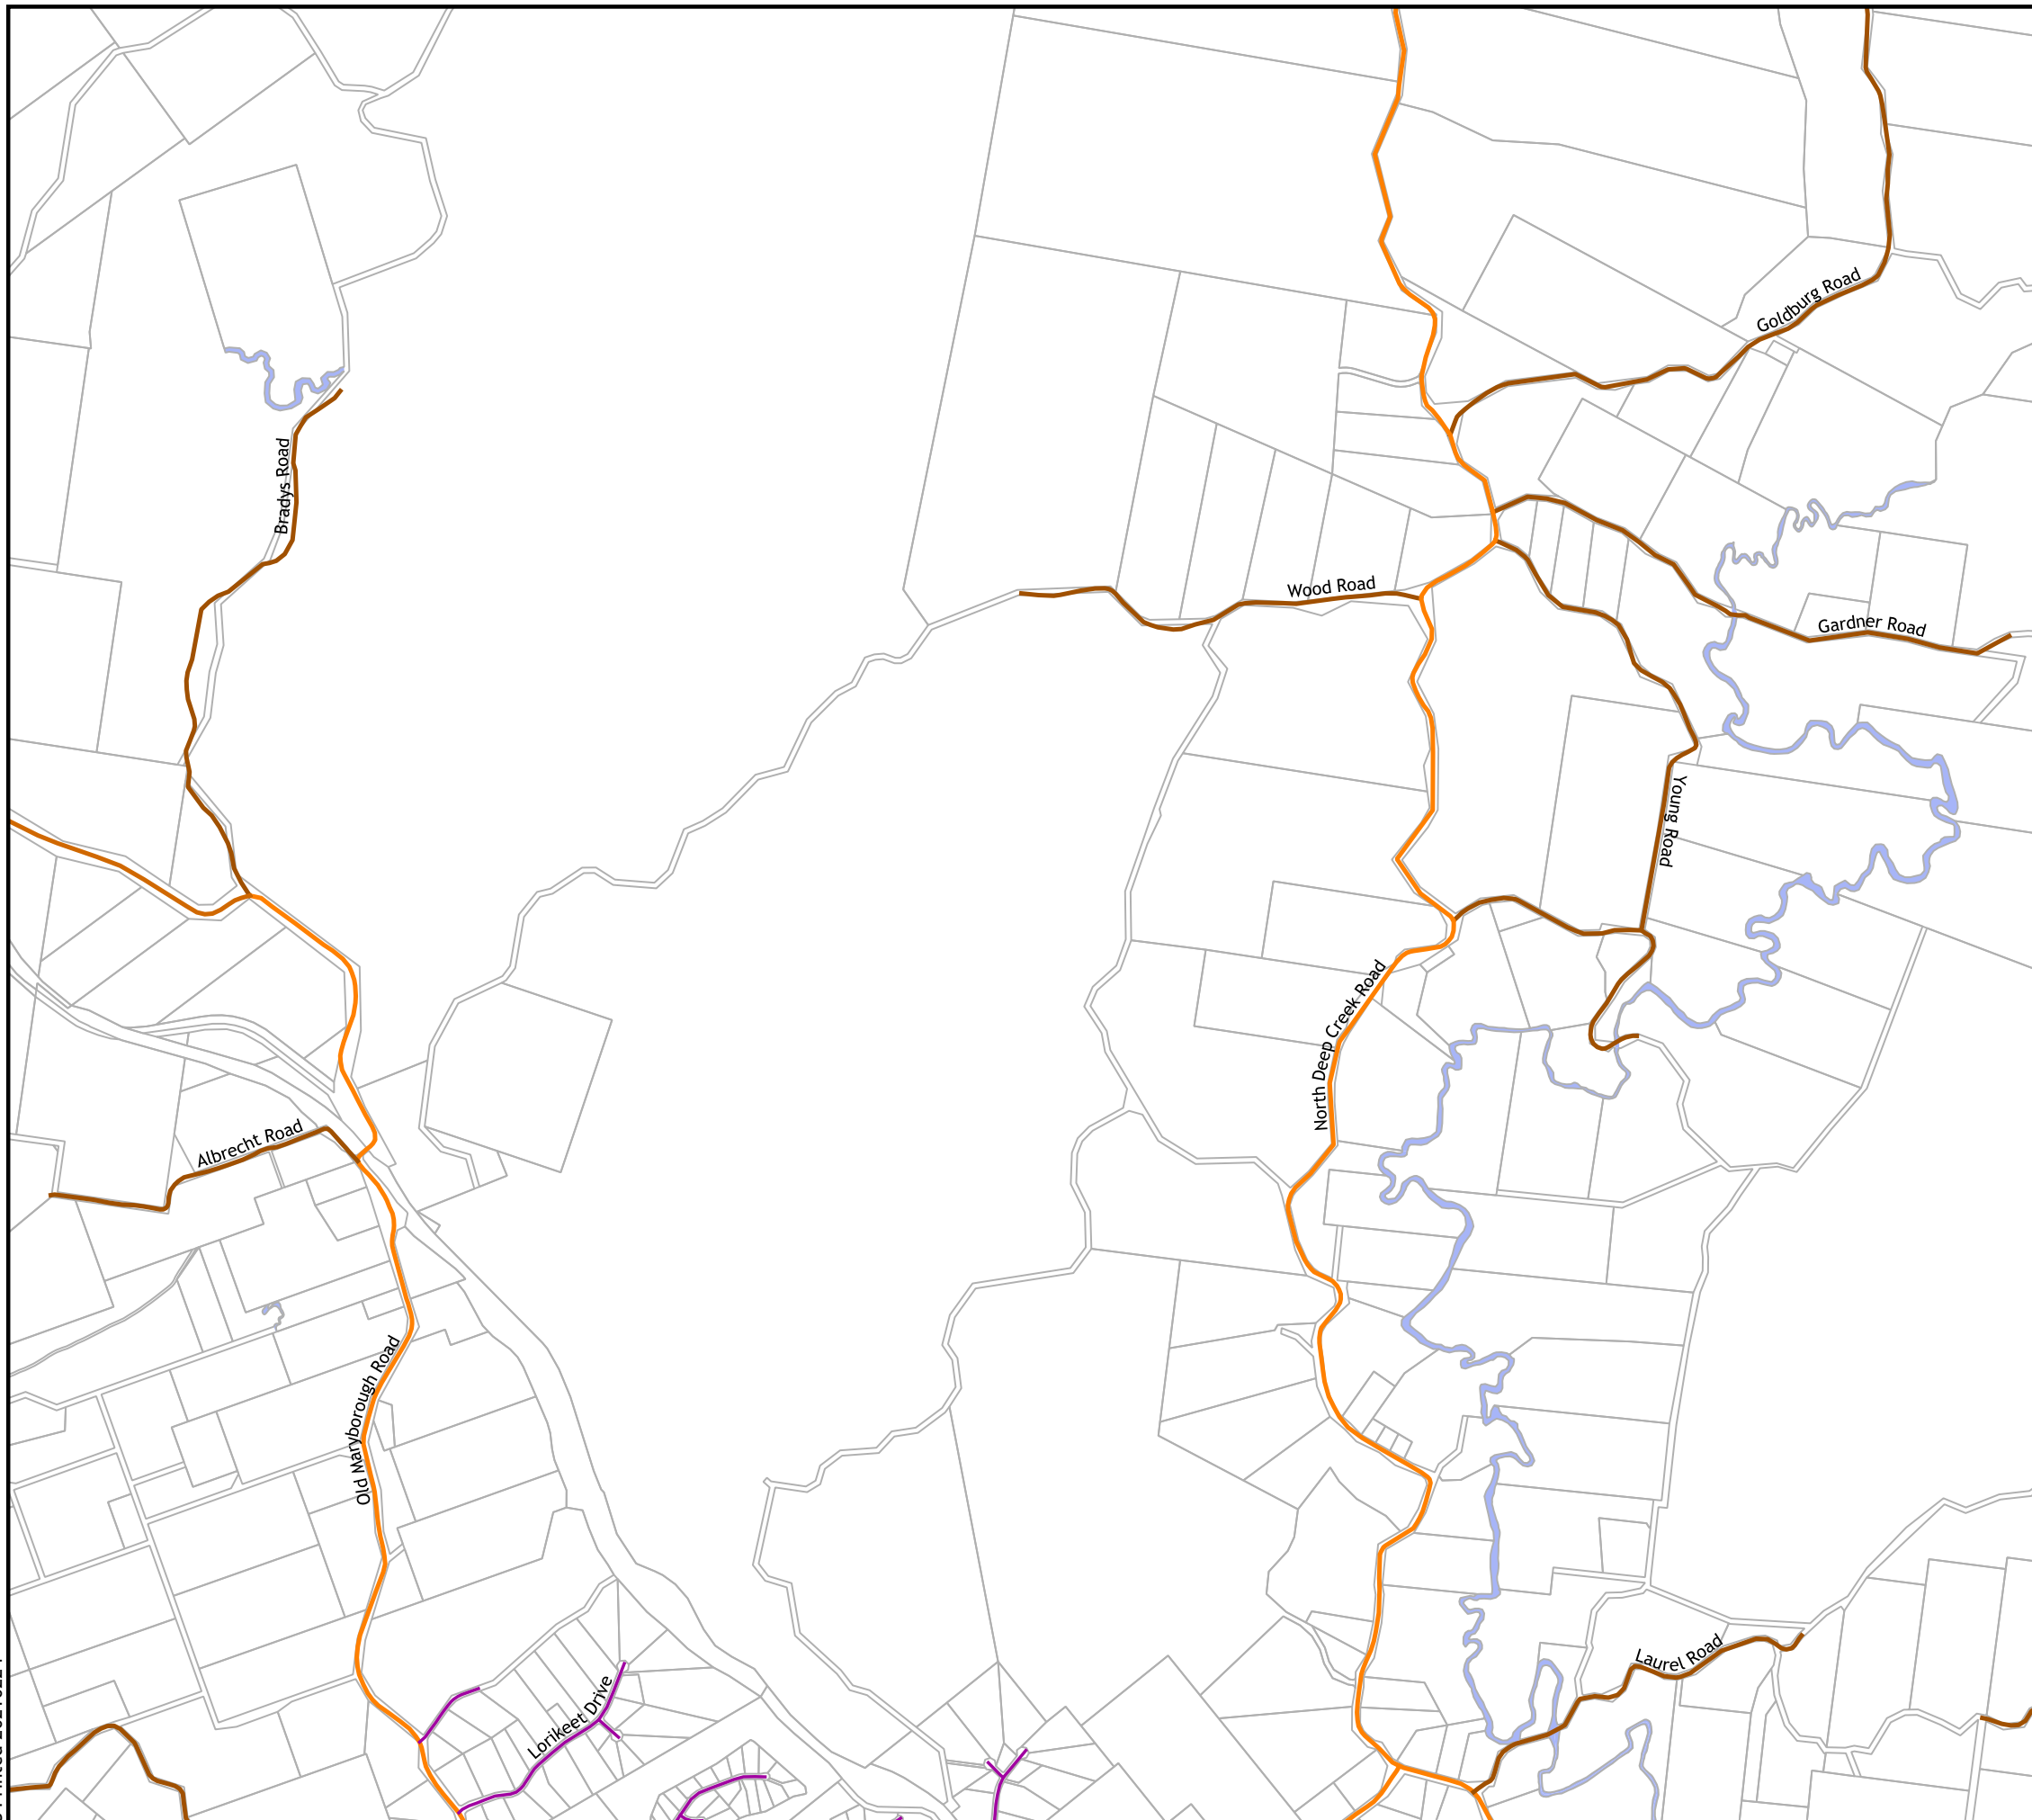 Goldburg Road
Bradys Road
Wood Road
Gardner Road
Young Road
North Deep Creek Road
Albrecht Road
Old Maryborough Road
Laurel Road
Lorikeet Drive